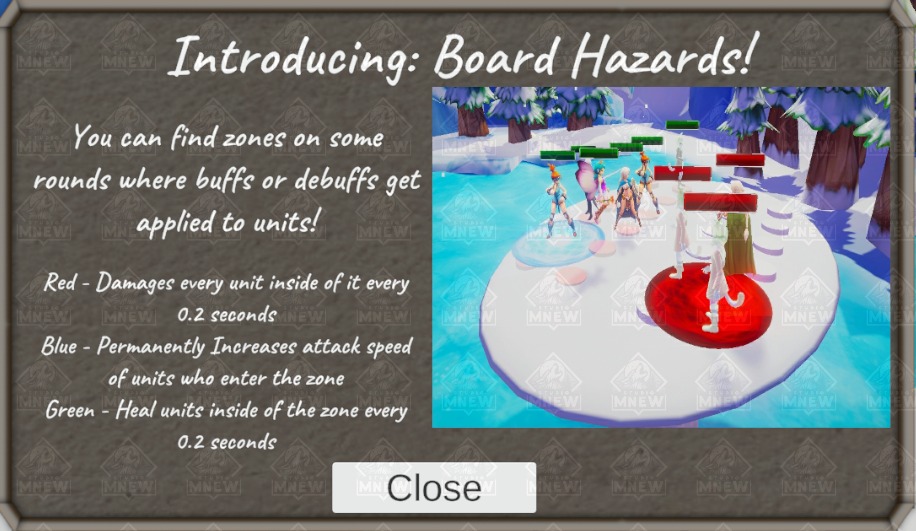 Introducing: Board Hazards!
You can find zones on some
rounds where buffs or debuffs get
applied to units!
Red - Damages every unit inside of it every
0.2 seconds
Blue - Permanently Increases attack speed
of units who enter the zone
Green - Heal units inside of the zone every
0.2 seconds
Close
MNEW